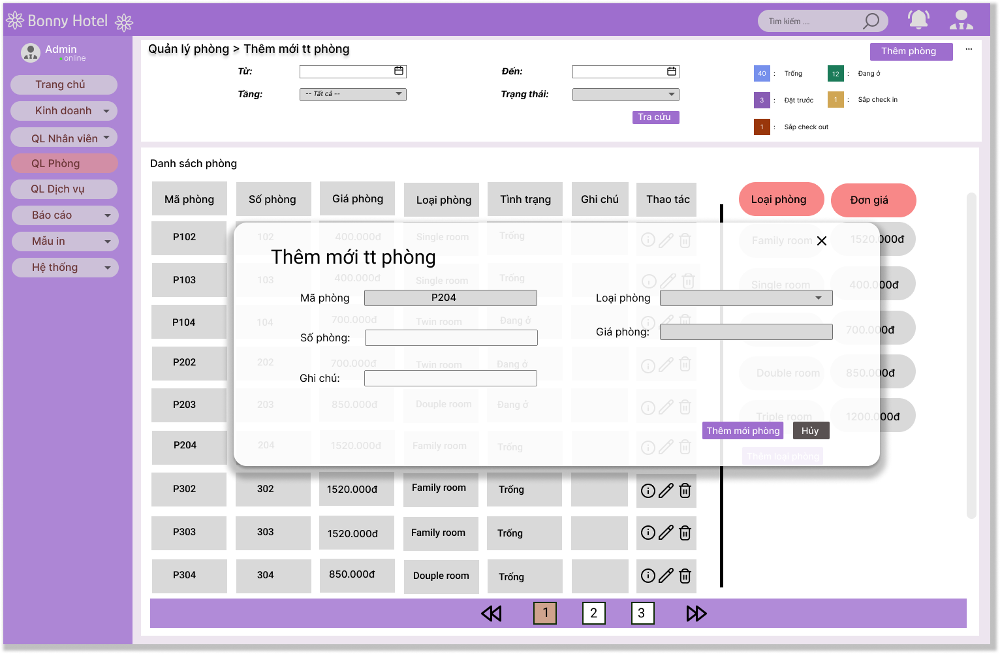 Bonny Hotel
Tìm kiếm ....
Admin
online
Trang chủ
Kinh doanh
QL Nhân viên
QL Phòng
QL Dịch vụ
Báo cáo
Mẫu in
Hệ thống
Quản lý phòng > Thêm mới tt phòng
Thêm phòng
...
Từ:
Đến:
Tầng:
-- Tất cả --
Trạng thái:
Tra cứu
40 : Trống
12 : Đang ở
3 : Đặt trước
1 : Sắp check in
1 : Sắp check out
Danh sách phòng
Mã phòng Số phòng Giá phòng Loại phòng Tình trạng Ghi chú Thao tác
Loại phòng Đơn giá
P102 102 400.000đ Single room Trống
P103 103 400.000đ Single room Trống
P104 104 700.000đ Twin room Đang ở
P202 202 700.000đ Twin room Đang ở
P203 203 850.000đ Douple room Đang ở
P204 204 1520.000đ Family room Trống
P302 302 1520.000đ Family room Trống
P303 303 1520.000đ Family room Trống
P304 304 850.000đ Douple room Trống
Family room 1520.000đ
Single room 400.000đ
700.000đ
Double room 850.000đ
Triple room 1200.000đ
Thêm loại phòng
Thêm mới tt phòng
Mã phòng P204
Loại phòng
Số phòng:
Giá phòng:
Ghi chú:
Thêm mới phòng
Hủy
1 2 3